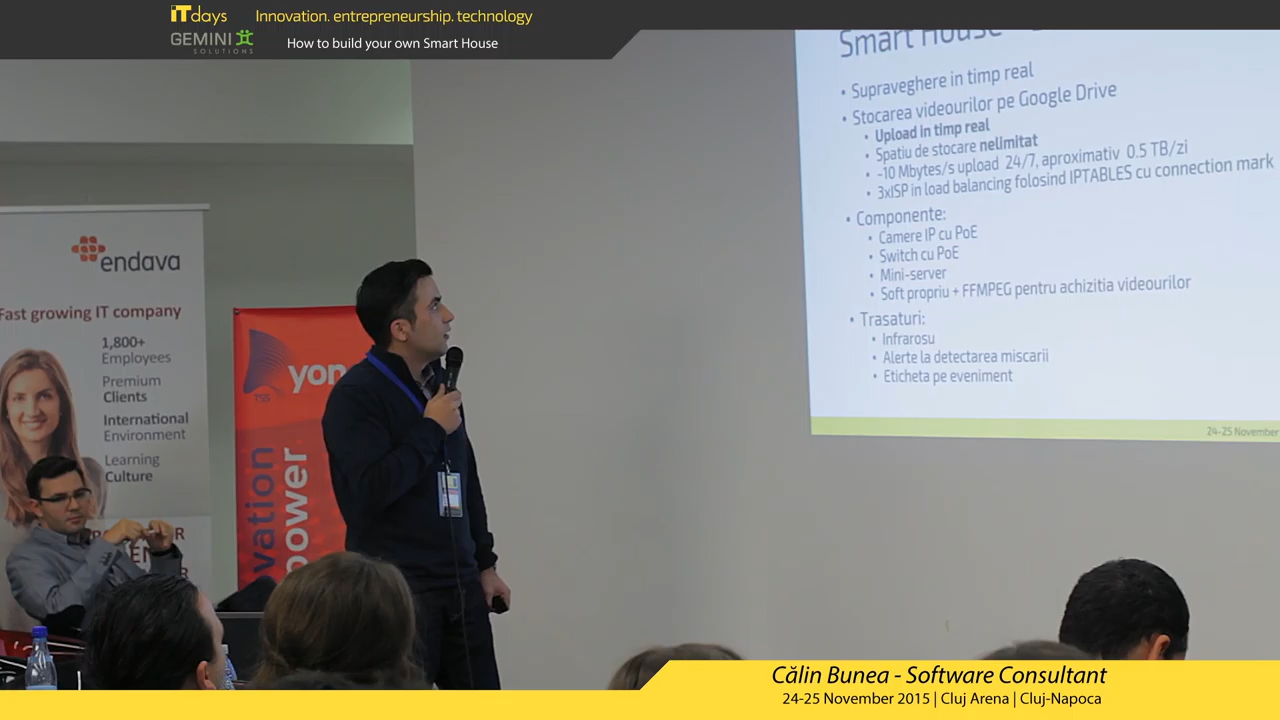 ITdays
Innovation. entrepreneurship. technology
GEMINI
SOLUTIONS
How to build your own Smart House
Smart House
• Supraveghere in timp real
• Stocarea videourilor pe Google Drive
• Upload in timp real
• Spatiu de stocare nelimitat
• ~10 Mbytes/s upload 24/7, aproximativ 0.5 TB/zi
• 3xISP in load balancing folosind IPTABLES cu connection mark
• Componente:
• Camere IP cu PoE
• Switch cu PoE
• Mini-server
• Soft propriu + FFMPEG pentru achizitia videourilor
• Trasaturi:
• Infrarosu
• Alerte la detectarea miscarii
• Eticheta pe eveniment
24-25 November
endava
Fast growing IT company
1,800+
Employees
Premium
Clients
International
Environment
Learning
Culture
TSS
yon
vation
power
Călin Bunea - Software Consultant
24-25 November 2015 | Cluj Arena | Cluj-Napoca